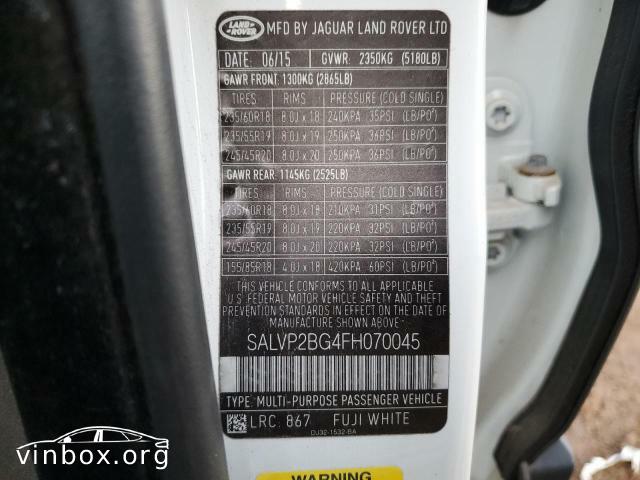 LAND ROVER
MFD BY JAGUAR LAND ROVER LTD
DATE: 06/15 GVWR: 2350KG (5180LB)
GAWR FRONT: 1300KG (2865LB)
TIRES RIMS PRESSURE (COLD SINGLE)
235/60R18 8.0J x 18 240KPA 35PSI (LB/PO²)
235/55R19 8.0J x 19 250KPA 36PSI (LB/PO²)
245/45R20 8.0J x 20 250KPA 36PSI (LB/PO²)
GAWR REAR: 1145KG (2525LB)
TIRES RIMS PRESSURE (COLD SINGLE)
235/60R18 8.0J x 18 210KPA 31PSI (LB/PO²)
235/55R19 8.0J x 19 220KPA 32PSI (LB/PO²)
245/45R20 8.0J x 20 220KPA 32PSI (LB/PO²)
155/85R18 4.0J x 18 420KPA 60PSI (LB/PO²)
THIS VEHICLE CONFORMS TO ALL APPLICABLE
U.S. FEDERAL MOTOR VEHICLE SAFETY AND THEFT
PREVENTION STANDARDS IN EFFECT ON THE DATE OF
MANUFACTURE SHOWN ABOVE
SALVP2BG4FH070045
TYPE: MULTI-PURPOSE PASSENGER VEHICLE
LRC: 867 FUJI WHITE
DJ32-1532-BA
WARNING
vinbox.org